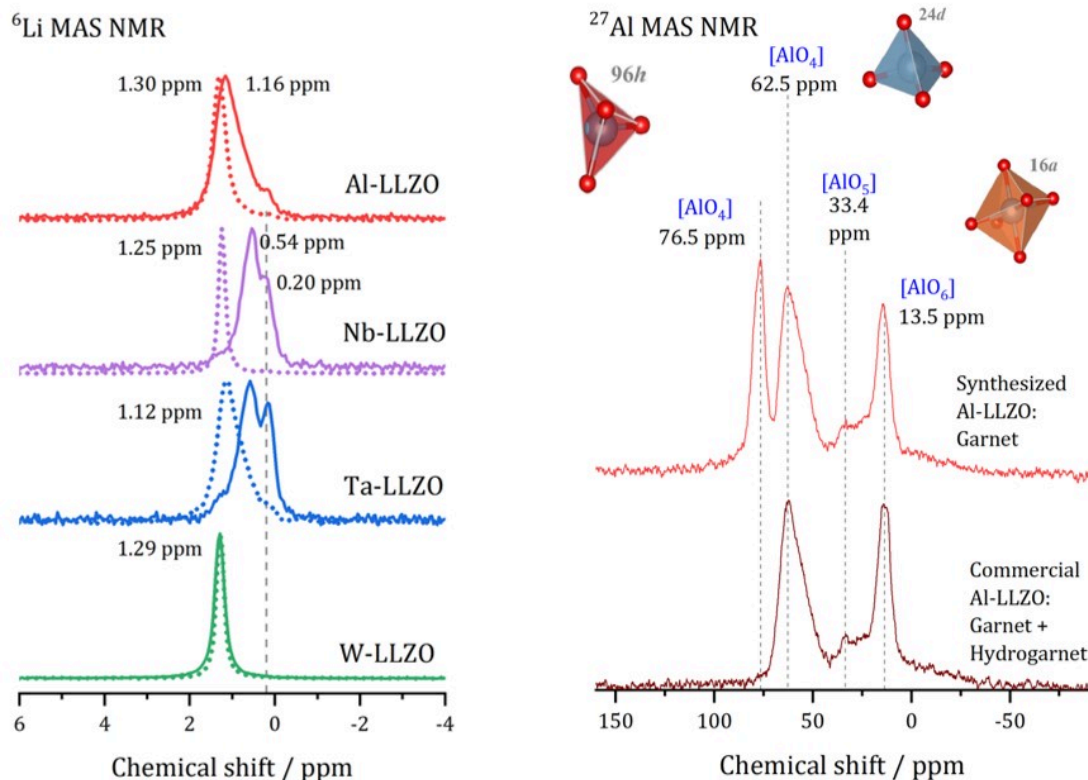 ⁶Li MAS NMR
1.30 ppm
1.16 ppm
Al-LLZO
1.25 ppm
0.54 ppm
0.20 ppm
Nb-LLZO
1.12 ppm
Ta-LLZO
1.29 ppm
W-LLZO
6 4 2 0 -2 -4
Chemical shift / ppm
²⁷Al MAS NMR
24d
[AlO₄]
62.5 ppm
96h
16a
[AlO₅]
33.4
ppm
[AlO₄]
76.5 ppm
[AlO₆]
13.5 ppm
Synthesized
Al-LLZO:
Garnet
Commercial
Al-LLZO:
Garnet +
Hydrogarnet
150 100 50 0 -50
Chemical shift / ppm